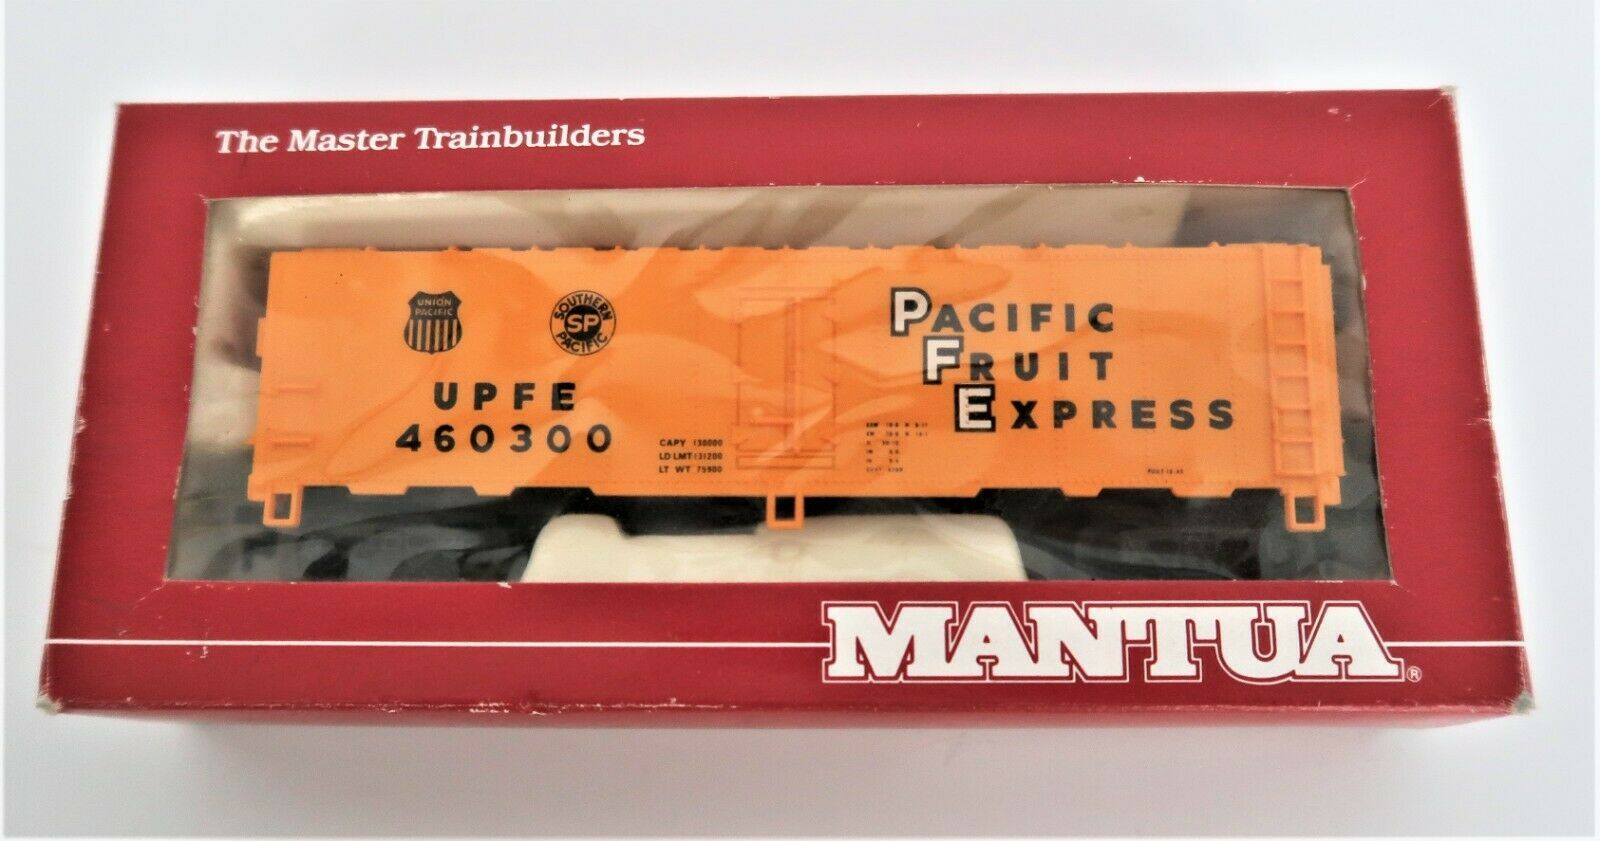 The Master Trainbuilders
UNION
PACIFIC
SOUTHERN
SP
PACIFIC
UPFE
460300
CAPY 130000
LD LMT 131200
LT WT 75900
PACIFIC
FRUIT
EXPRESS
MANTUA ®